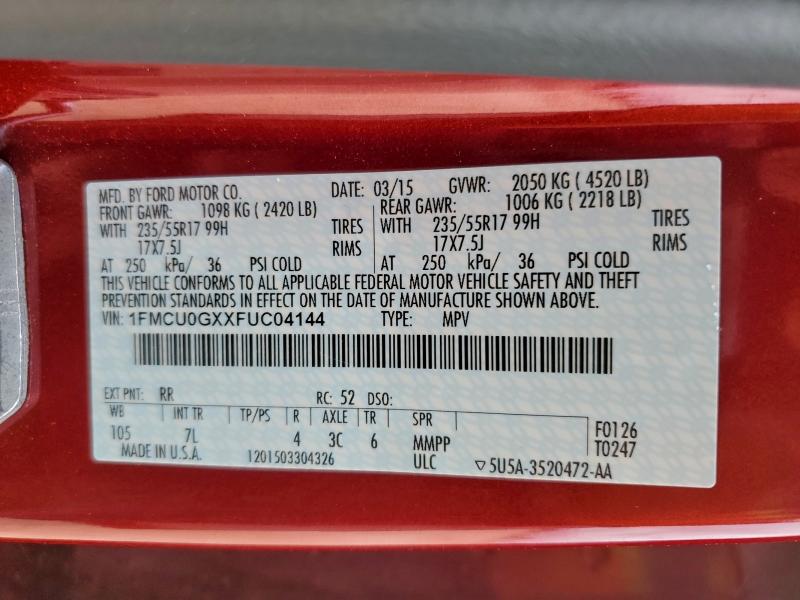 MFD. BY FORD MOTOR CO. DATE: 03/15 GVWR: 2050 KG ( 4520 LB)
FRONT GAWR: 1098 KG ( 2420 LB) REAR GAWR: 1006 KG ( 2218 LB)
WITH 235/55R17 99H TIRES WITH 235/55R17 99H TIRES
17X7.5J RIMS 17X7.5J RIMS
AT 250 kPa/ 36 PSI COLD AT 250 kPa/ 36 PSI COLD
THIS VEHICLE CONFORMS TO ALL APPLICABLE FEDERAL MOTOR VEHICLE SAFETY AND THEFT
PREVENTION STANDARDS IN EFFECT ON THE DATE OF MANUFACTURE SHOWN ABOVE.
VIN: 1FMCU0GXXFUC04144 TYPE: MPV
EXT PNT: RR RC: 52 DSO:
WB INT TR TP/PS R AXLE TR SPR F0126
105 7L 4 3C 6 MMPP T0247
MADE IN U.S.A. 1201503304326 ULC ▽5U5A-3520472-AA